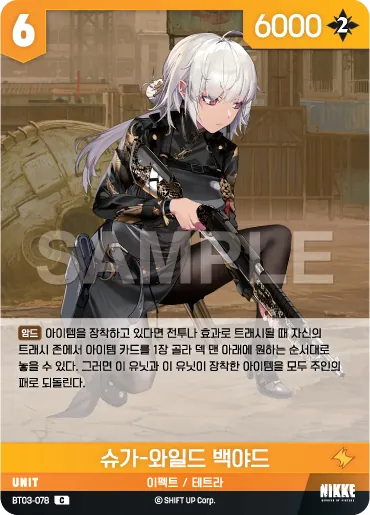 6
6000 2
SAMPLE
암드 아이템을 장착하고 있다면 전투나 효과로 트래시될 때 자신의
트래시 존에서 아이템 카드를 1장 골라 덱 맨 아래에 원하는 순서대로
놓을 수 있다. 그러면 이 유닛과 이 유닛이 장착한 아이템을 모두 주인의
패로 되돌린다.
슈가-와일드 백야드
UNIT
이펙트 / 테트라
BT03-078 C
ⓒSHIFT UP Corp.
NIKKE